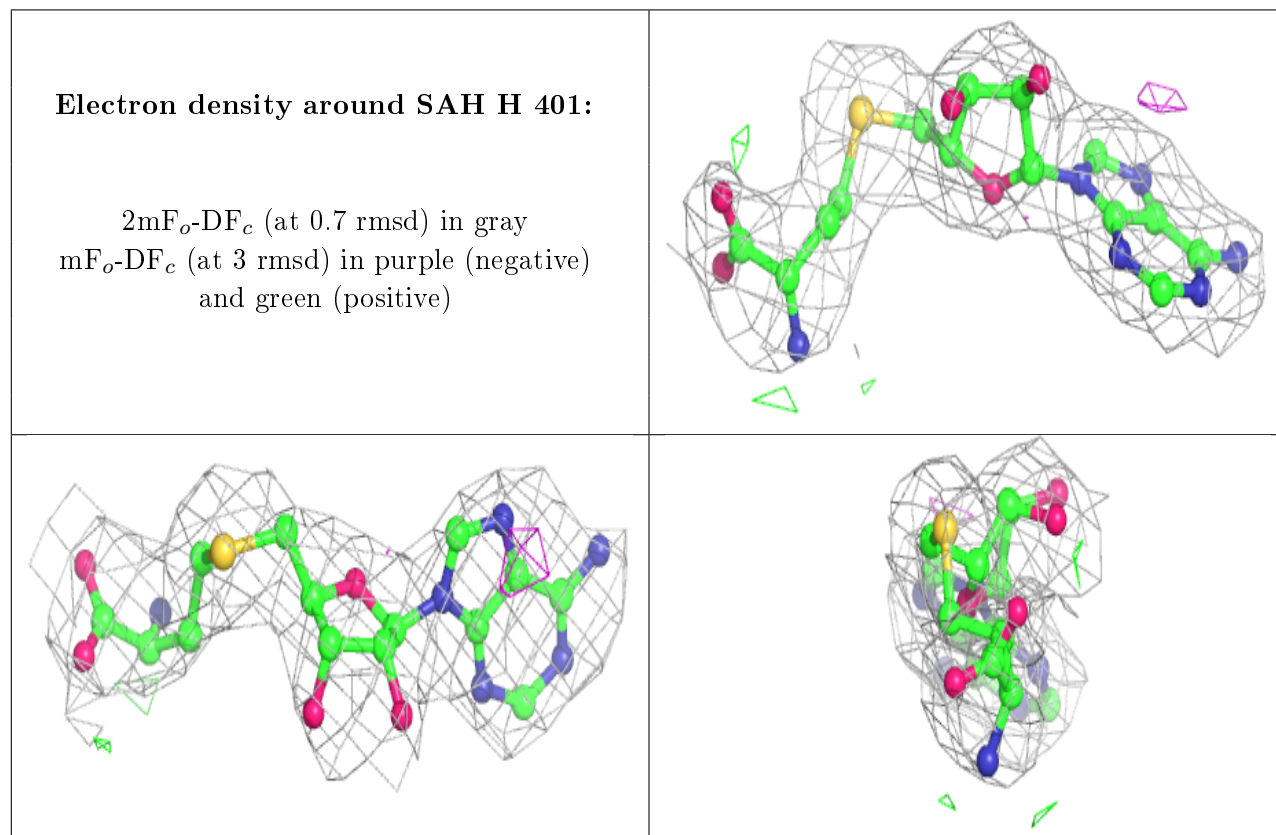 Electron density around SAH H 401:
2mFo-DFc (at 0.7 rmsd) in gray
mFo-DFc (at 3 rmsd) in purple (negative)
and green (positive)